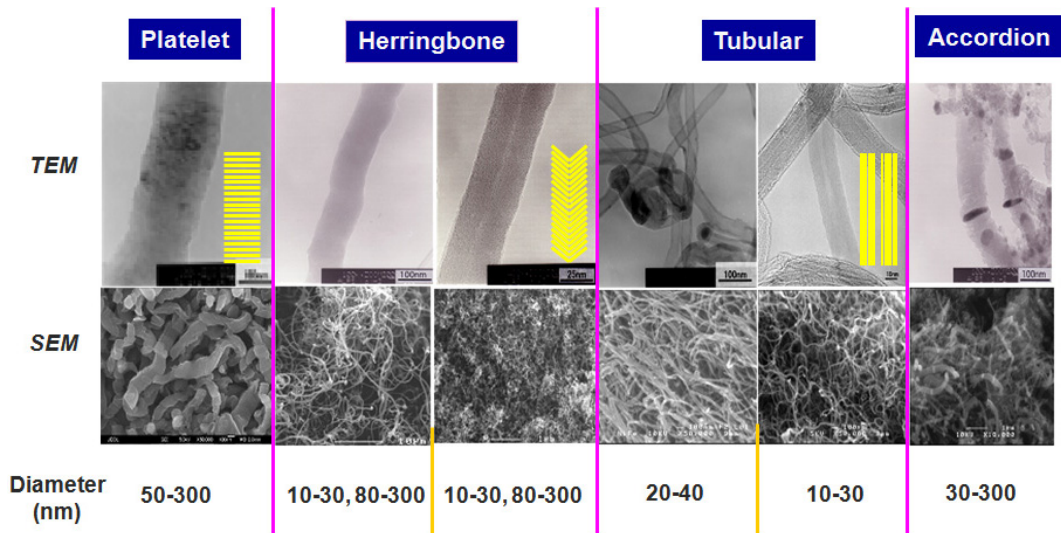 Platelet
Herringbone
Tubular
Accordion
TEM
100nm
25nm
100nm
10nm
100nm
SEM
Diameter
(nm)
50-300
10-30, 80-300
10-30, 80-300
20-40
10-30
30-300